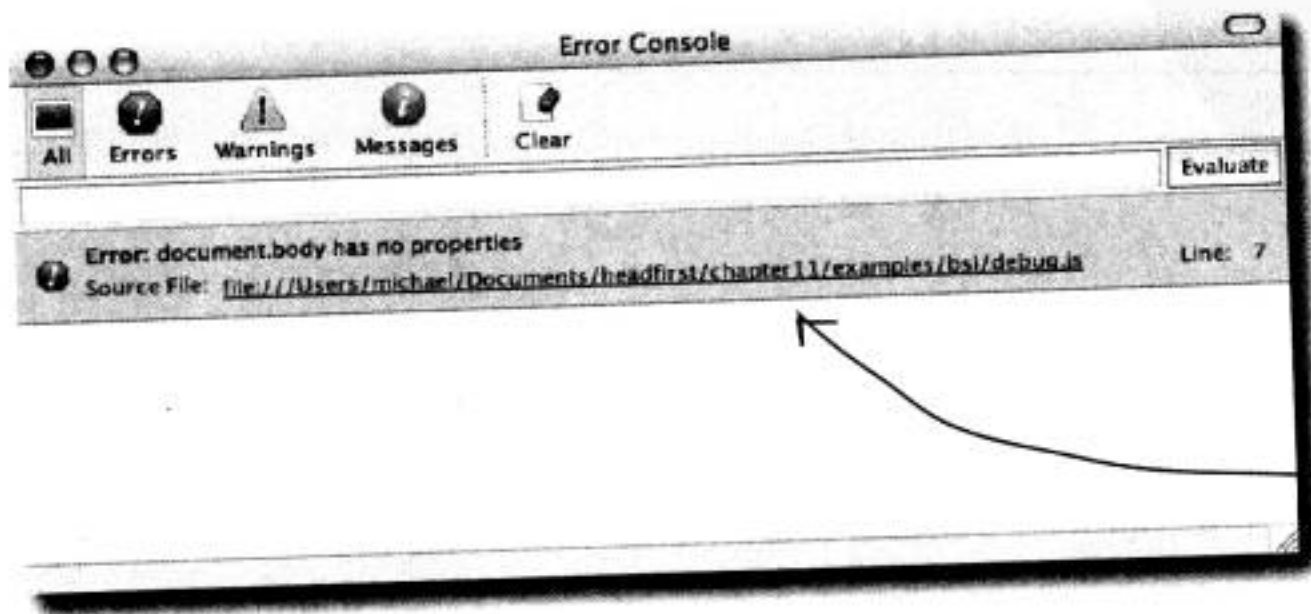 Error Console
All Errors Warnings Messages Clear
Evaluate
Error: document.body has no properties
Source File: file:///Users/michael/Documents/headfirst/chapter11/examples/bsi/debug.js Line: 7